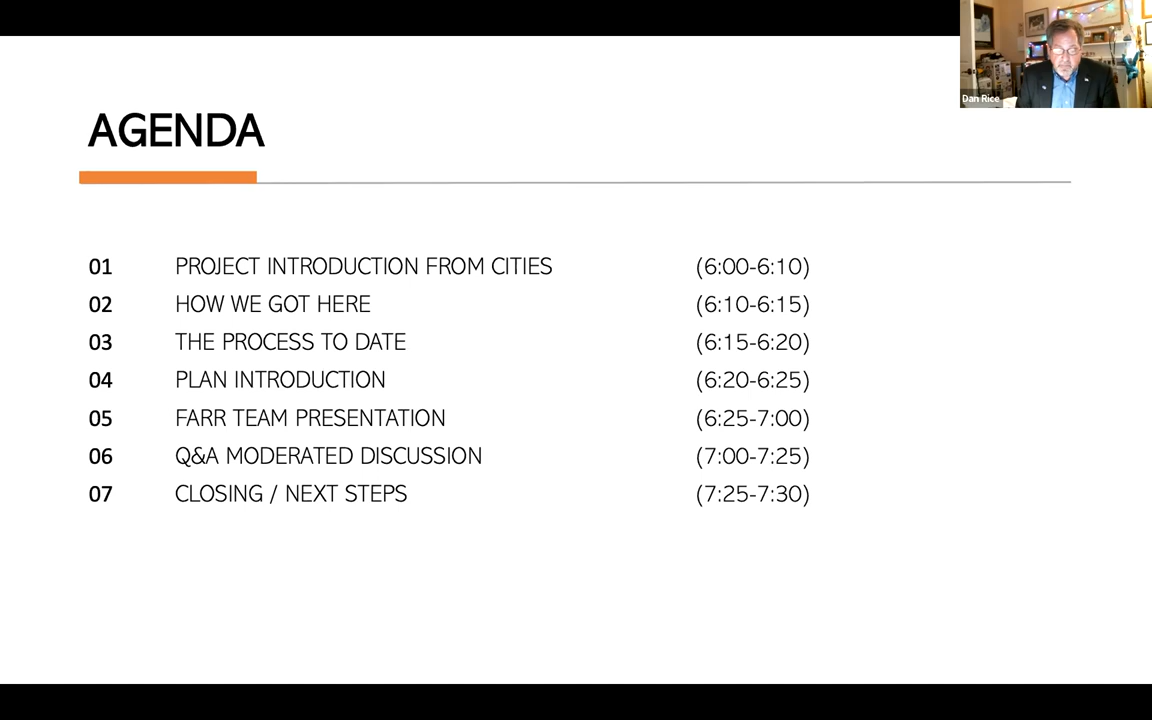 Dan Rice
AGENDA
01 PROJECT INTRODUCTION FROM CITIES (6:00-6:10)
02 HOW WE GOT HERE (6:10-6:15)
03 THE PROCESS TO DATE (6:15-6:20)
04 PLAN INTRODUCTION (6:20-6:25)
05 FARR TEAM PRESENTATION (6:25-7:00)
06 Q&A MODERATED DISCUSSION (7:00-7:25)
07 CLOSING / NEXT STEPS (7:25-7:30)